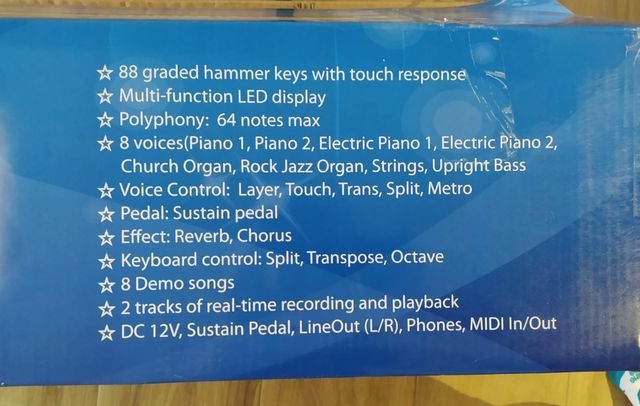 ☆ 88 graded hammer keys with touch response
☆ Multi-function LED display
☆ Polyphony: 64 notes max
☆ 8 voices(Piano 1, Piano 2, Electric Piano 1, Electric Piano 2,
Church Organ, Rock Jazz Organ, Strings, Upright Bass
☆ Voice Control: Layer, Touch, Trans, Split, Metro
☆ Pedal: Sustain pedal
☆ Effect: Reverb, Chorus
☆ Keyboard control: Split, Transpose, Octave
☆ 8 Demo songs
☆ 2 tracks of real-time recording and playback
☆ DC 12V, Sustain Pedal, LineOut (L/R), Phones, MIDI In/Out